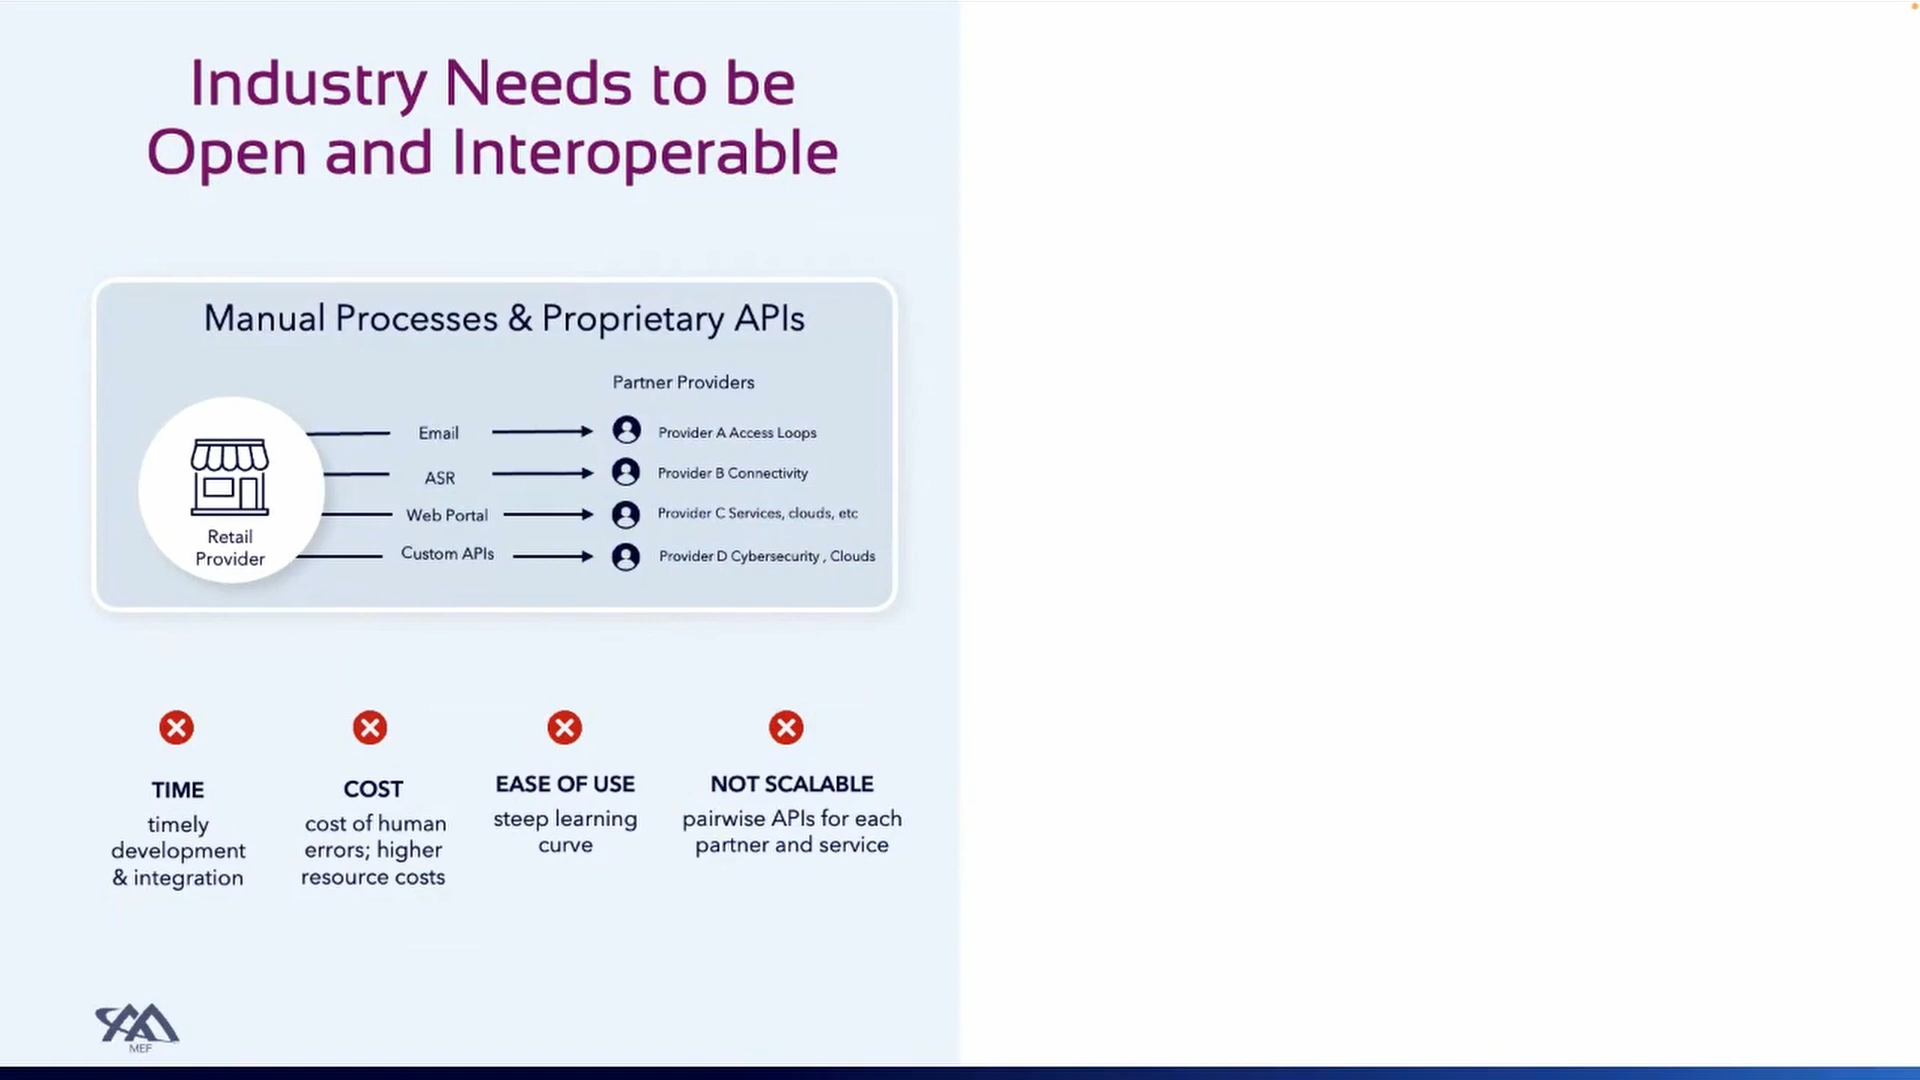 Industry Needs to be
Open and Interoperable
Manual Processes & Proprietary APIs
Partner Providers
Email
Provider A Access Loops
ASR
Provider B Connectivity
Web Portal
Provider C Services, clouds, etc
Custom APIs
Provider D Cybersecurity , Clouds
Retail
Provider
TIME
timely
development
& integration
COST
cost of human
errors; higher
resource costs
EASE OF USE
steep learning
curve
NOT SCALABLE
pairwise APIs for each
partner and service
MEF